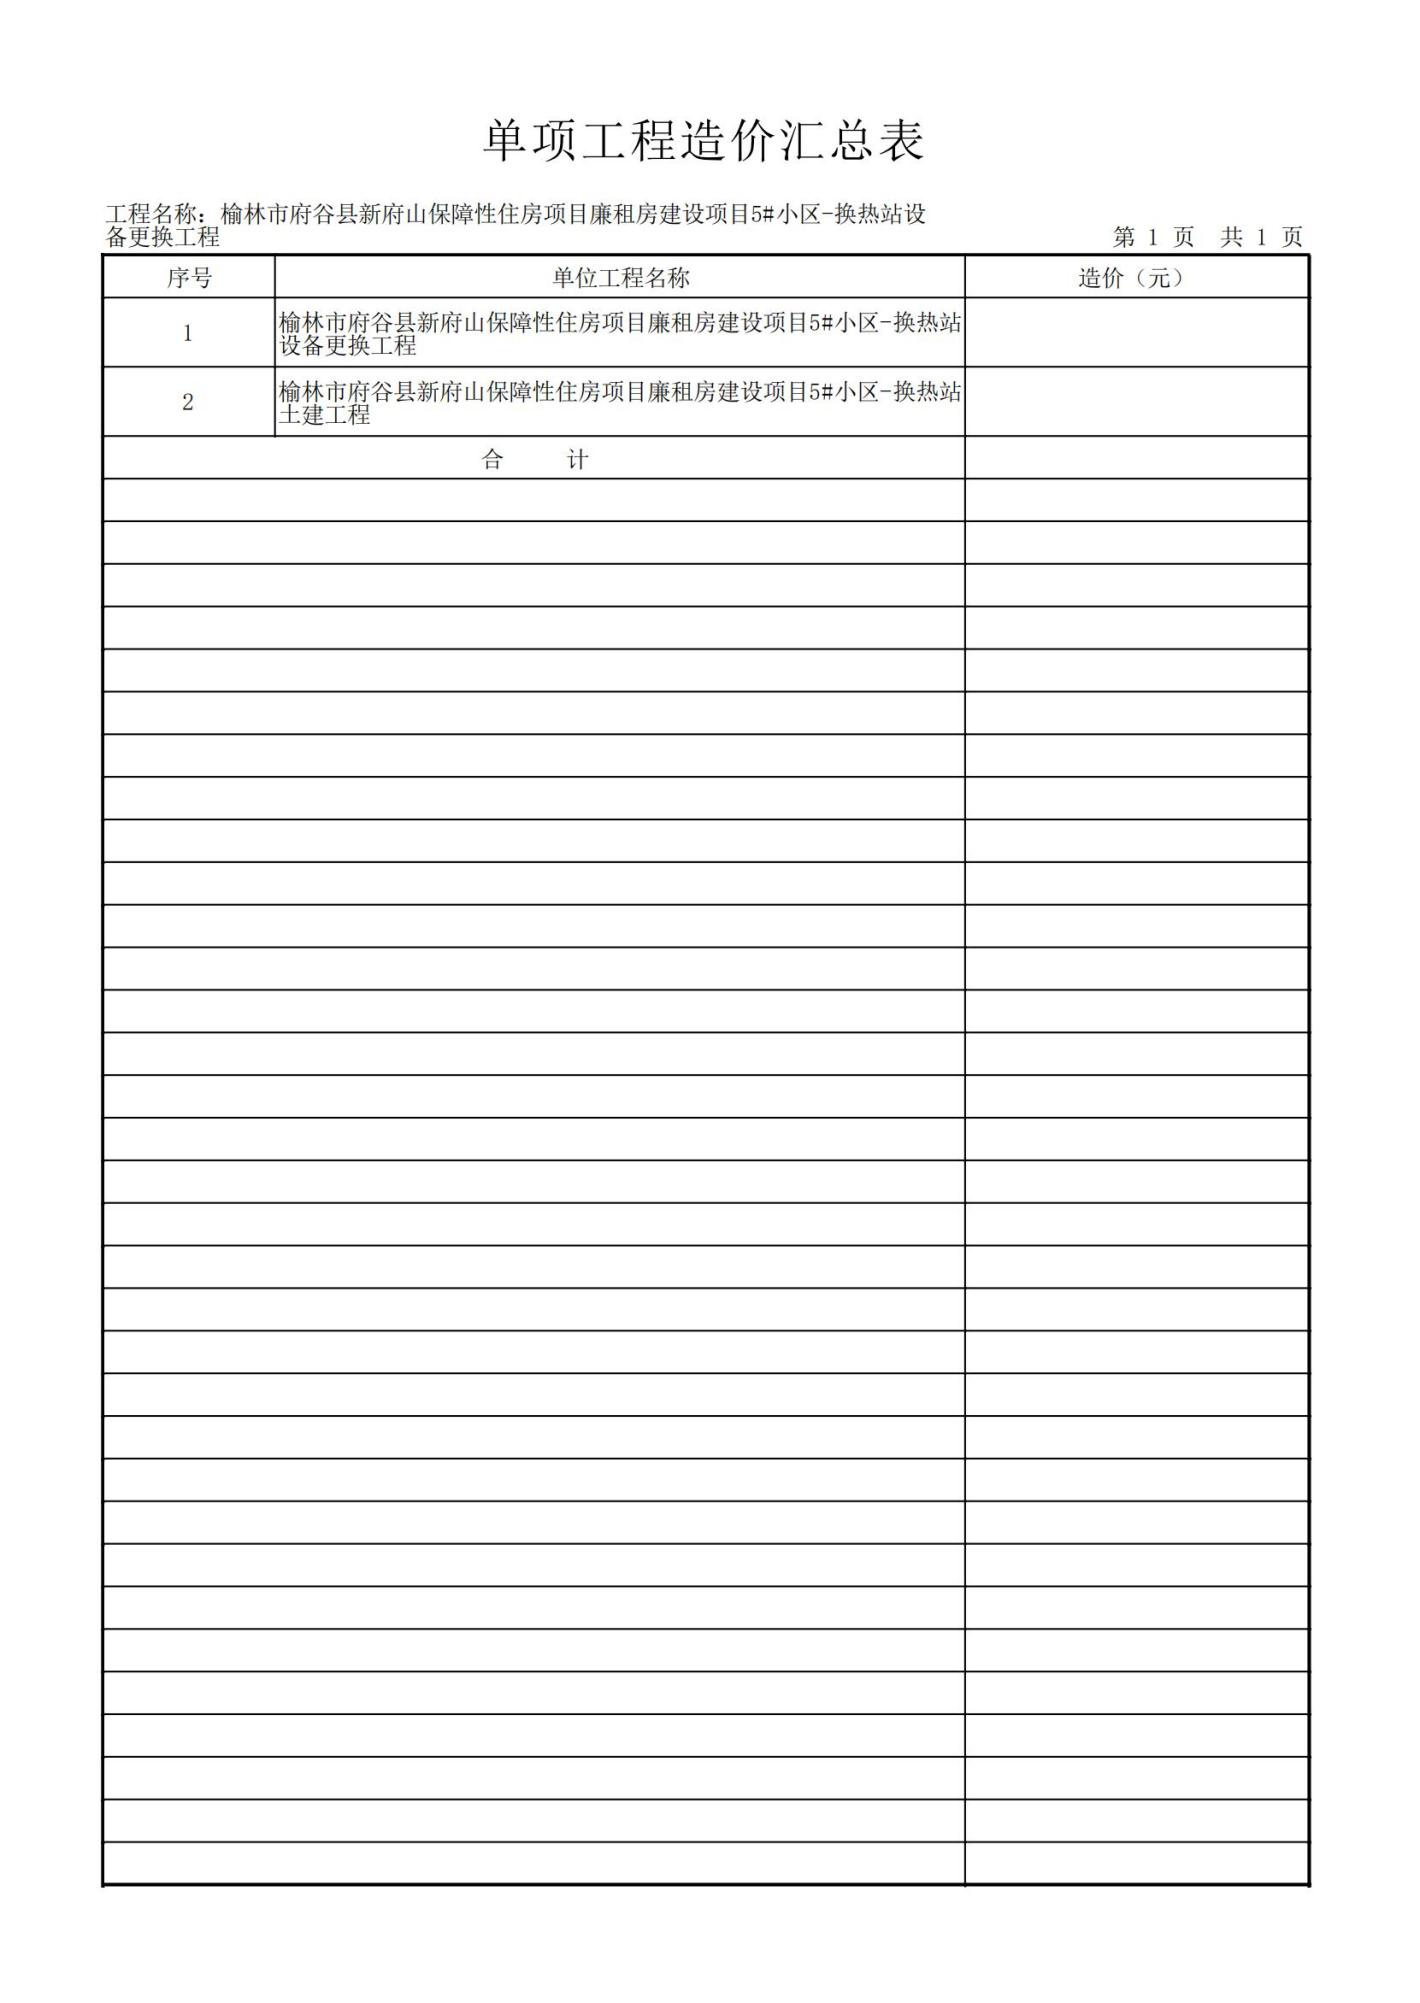 单项工程造价汇总表
工程名称：榆林市府谷县新府山保障性住房项目廉租房建设项目5#小区-换热站设
备更换工程
第 1 页 共 1 页
序号 单位工程名称 造价（元）
1 榆林市府谷县新府山保障性住房项目廉租房建设项目5#小区-换热站
设备更换工程
2 榆林市府谷县新府山保障性住房项目廉租房建设项目5#小区-换热站
土建工程
合 计